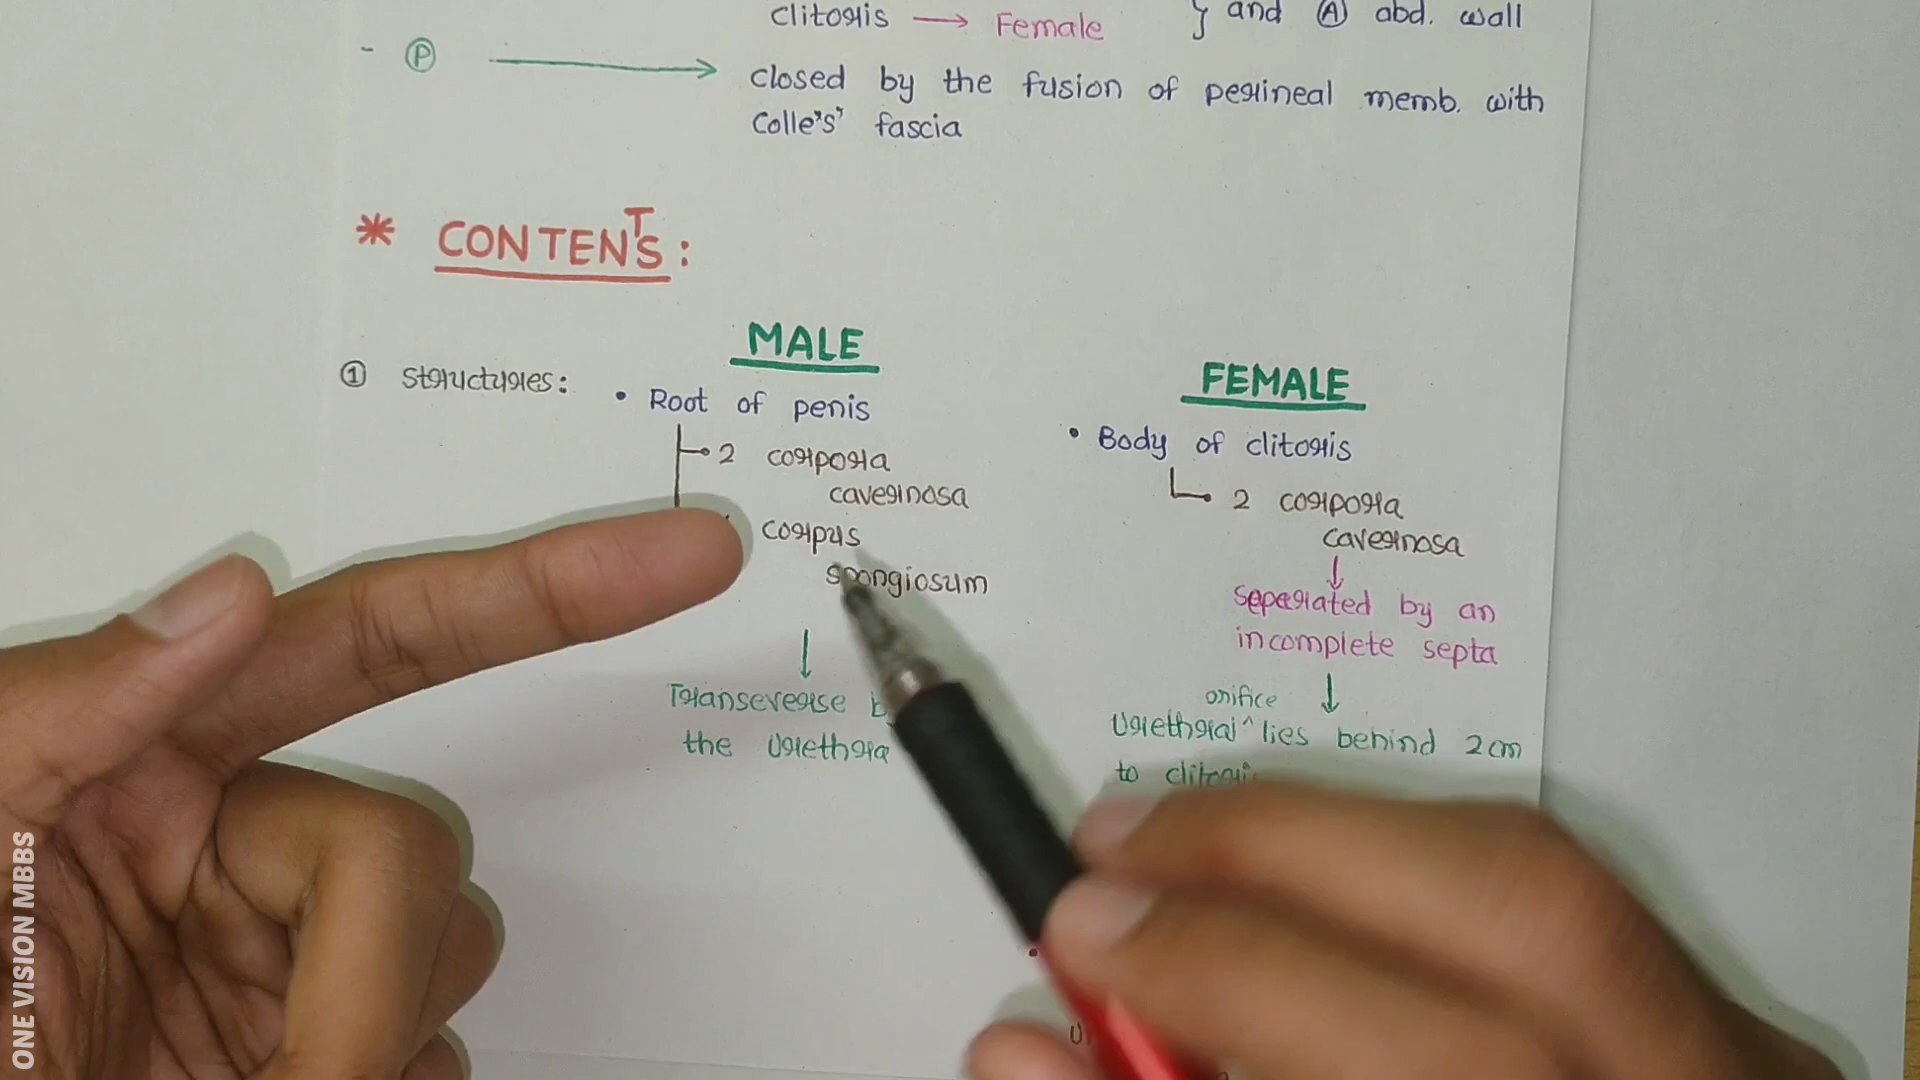 clitoris → Female } and Ⓐ abd. wall
- Ⓟ → closed by the fusion of perineal memb. with
Colle's' fascia
* CONTENTS:
MALE
① structures: • Root of penis
2 corpora
cavernosa
corpus
spongiosum
↓
Transeverse
the Urethra
FEMALE
• Body of clitoris
2 corpora
cavernosa
↓
Seperated by an
incomplete septa
↓
orifice
Urethral ^ lies behind 2cm
to
ONE VISION MBBS